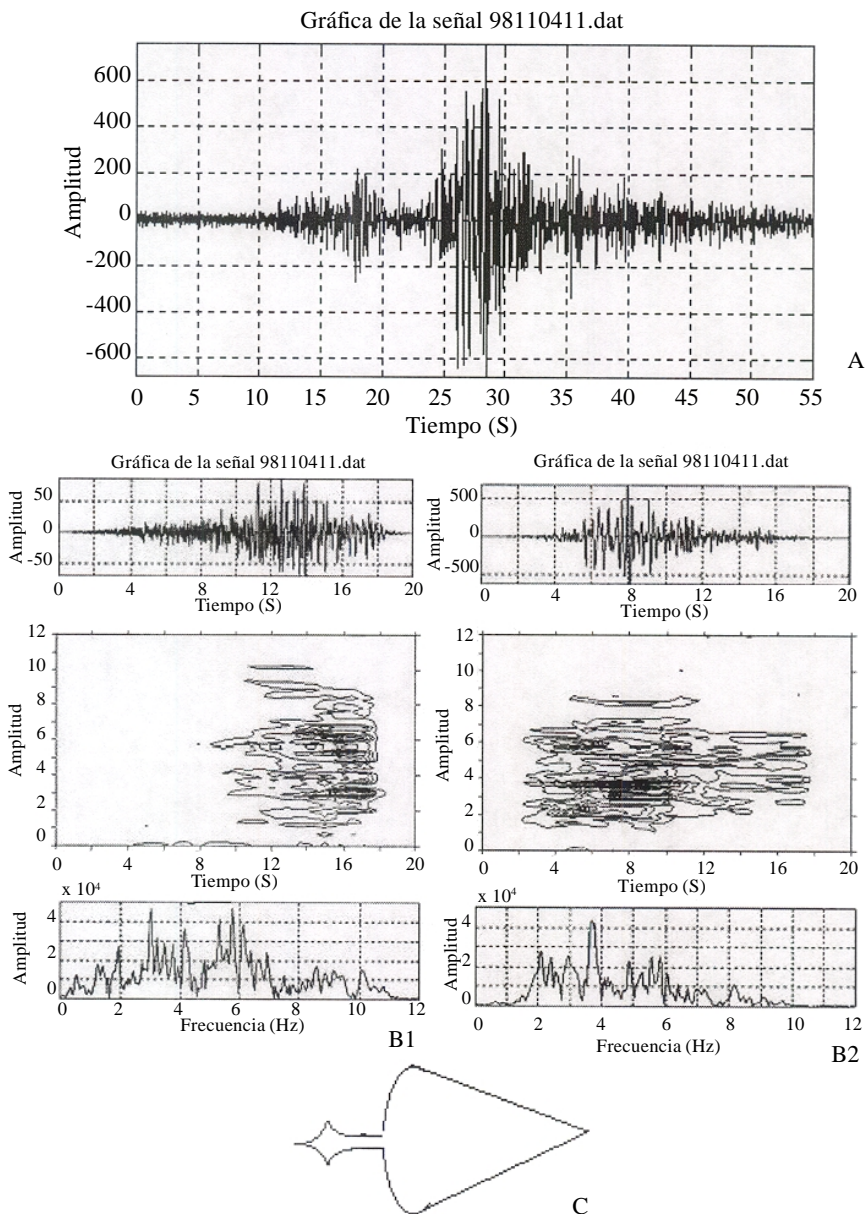 Gráfica de la señal 98110411.dat
Amplitud
600
400
200
0
-200
-400
-600
0 5 10 15 20 25 30 35 40 45 50 55
Tiempo (S)
A
Gráfica de la señal 98110411.dat
Amplitud
50
0
-50
0 4 8 12 16 20
Tiempo (S)
Amplitud
12
10
8
6
4
2
0
0 4 8 12 16 20
Tiempo (S)
x 10⁴
Amplitud
4
2
0
0 2 4 6 8 10 12
Frecuencia (Hz)
B1
Gráfica de la señal 98110411.dat
Amplitud
500
0
-500
0 4 8 12 16 20
Tiempo (S)
Amplitud
12
10
8
6
4
2
0
0 4 8 12 16 20
Tiempo (S)
x 10⁴
Amplitud
4
2
0
0 2 4 6 8 10 12
Frecuencia (Hz)
B2
C